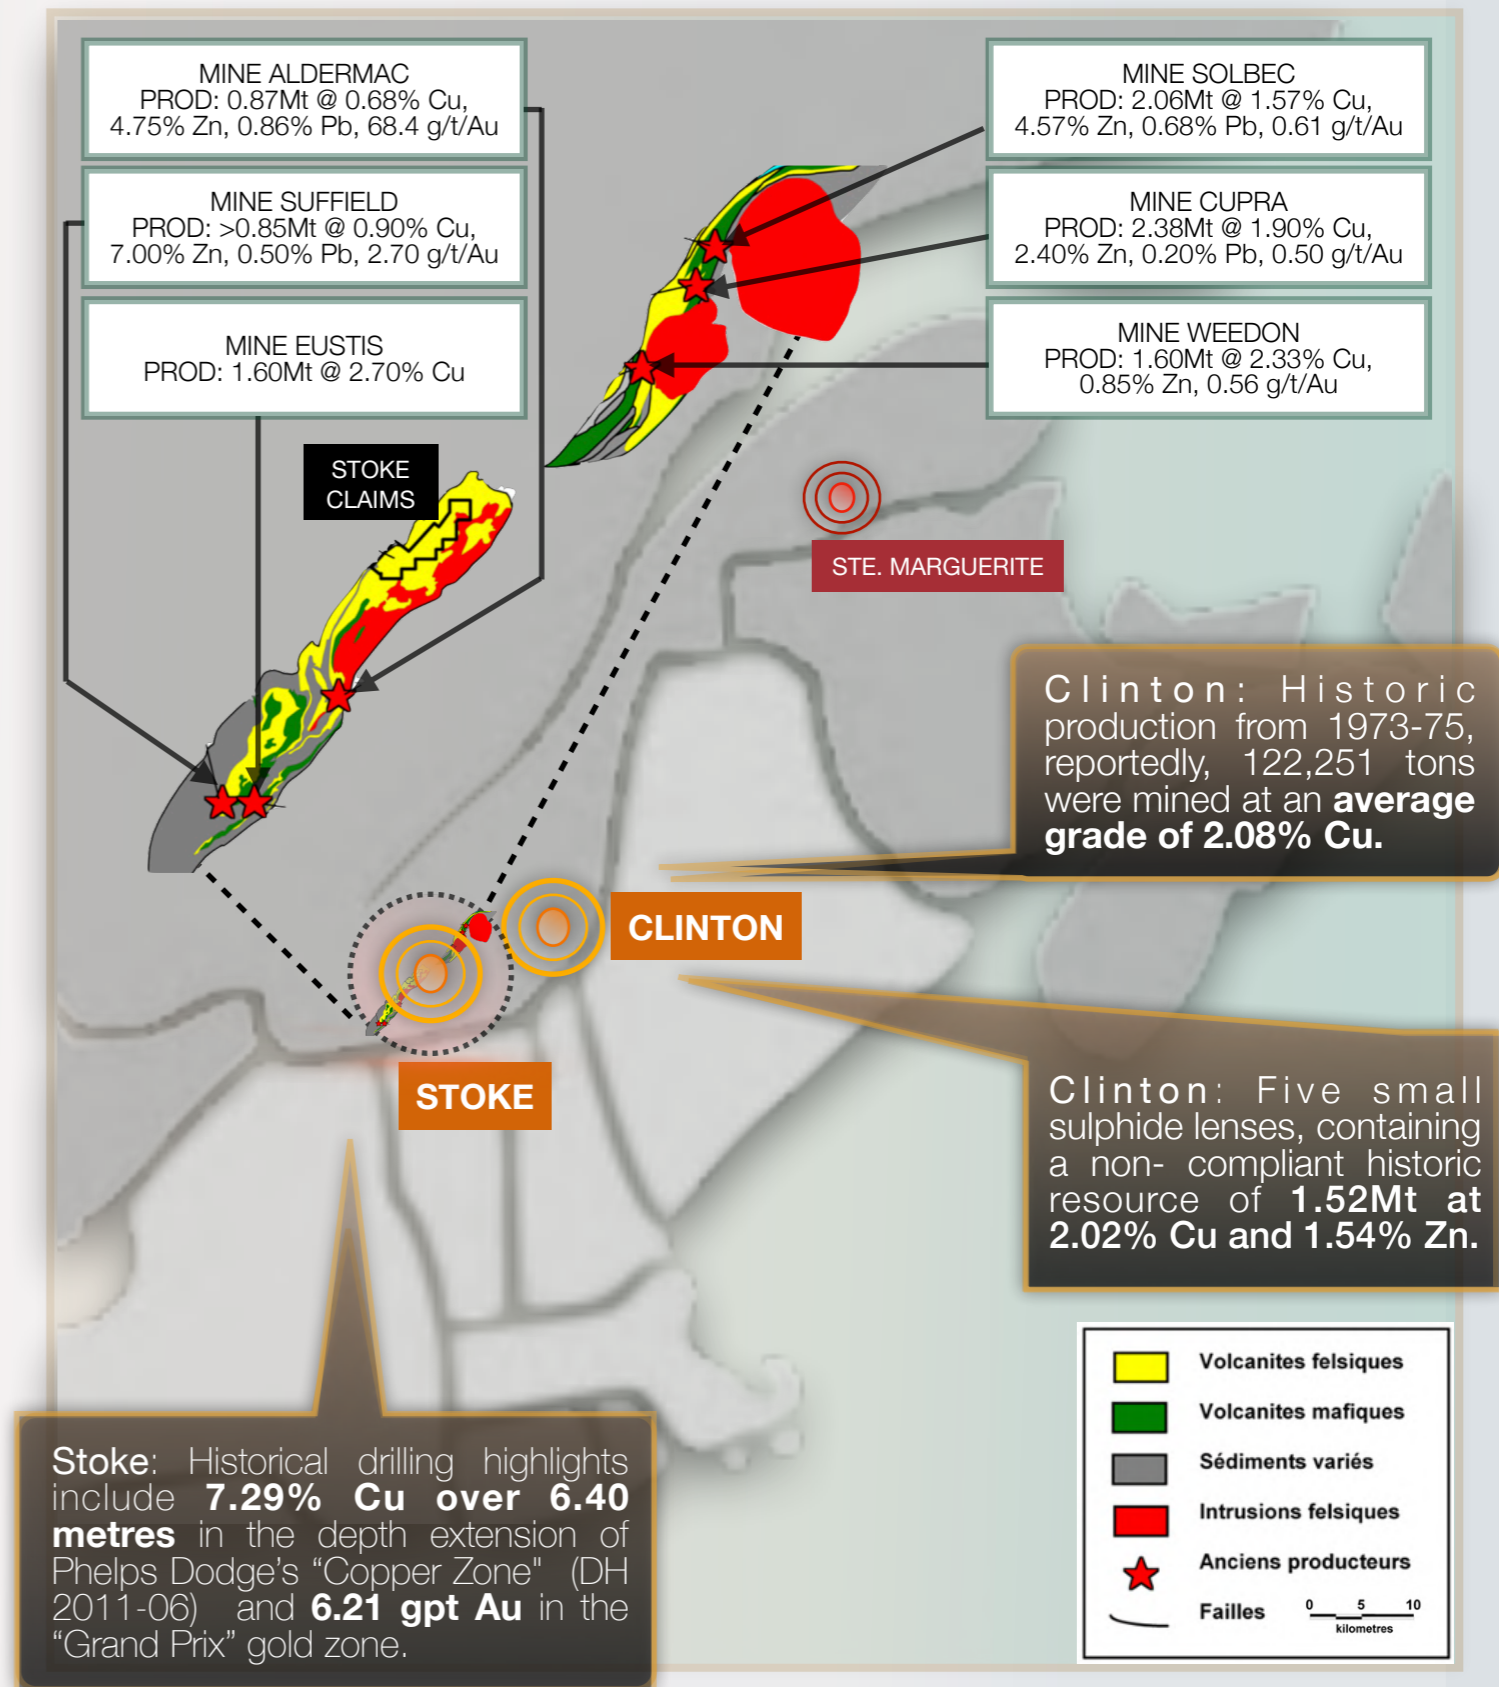 MINE ALDERMAC
PROD: 0.87Mt @ 0.68% Cu,
4.75% Zn, 0.86% Pb, 68.4 g/t/Au
MINE SUFFIELD
PROD: >0.85Mt @ 0.90% Cu,
7.00% Zn, 0.50% Pb, 2.70 g/t/Au
MINE EUSTIS
PROD: 1.60Mt @ 2.70% Cu
MINE SOLBEC
PROD: 2.06Mt @ 1.57% Cu,
4.57% Zn, 0.68% Pb, 0.61 g/t/Au
MINE CUPRA
PROD: 2.38Mt @ 1.90% Cu,
2.40% Zn, 0.20% Pb, 0.50 g/t/Au
MINE WEEDON
PROD: 1.60Mt @ 2.33% Cu,
0.85% Zn, 0.56 g/t/Au
STOKE
CLAIMS
STE. MARGUERITE
Clinton: Historic
production from 1973-75,
reportedly, 122,251 tons
were mined at an average
grade of 2.08% Cu.
CLINTON
STOKE
Clinton: Five small
sulphide lenses, containing
a non- compliant historic
resource of 1.52Mt at
2.02% Cu and 1.54% Zn.
Stoke: Historical drilling highlights
include 7.29% Cu over 6.40
metres in the depth extension of
Phelps Dodge's “Copper Zone" (DH
2011-06) and 6.21 gpt Au in the
“Grand Prix” gold zone.
Volcanites felsiques
Volcanites mafiques
Sédiments variés
Intrusions felsiques
Anciens producteurs
Failles
0 5 10
kilometres